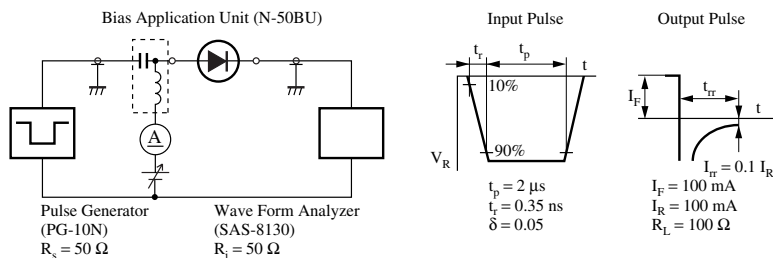 Bias Application Unit (N-50BU)
A
Pulse Generator
(PG-10N)
R_s = 50 Ω
Wave Form Analyzer
(SAS-8130)
R_i = 50 Ω
Input Pulse
t_r
t_p
t
10%
90%
V_R
t_p = 2 μs
t_r = 0.35 ns
δ = 0.05
Output Pulse
I_F
t_rr
t
I_rr = 0.1 I_R
I_F = 100 mA
I_R = 100 mA
R_L = 100 Ω